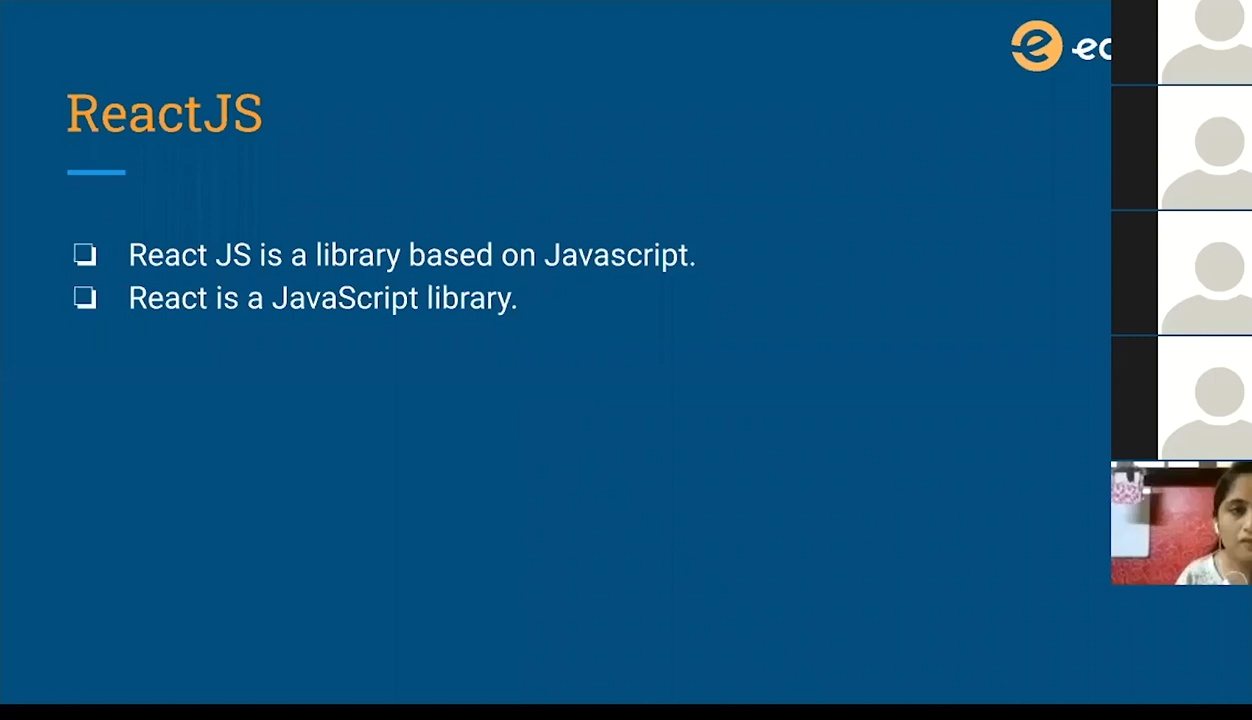 ReactJS
❏ React JS is a library based on Javascript.
❏ React is a JavaScript library.